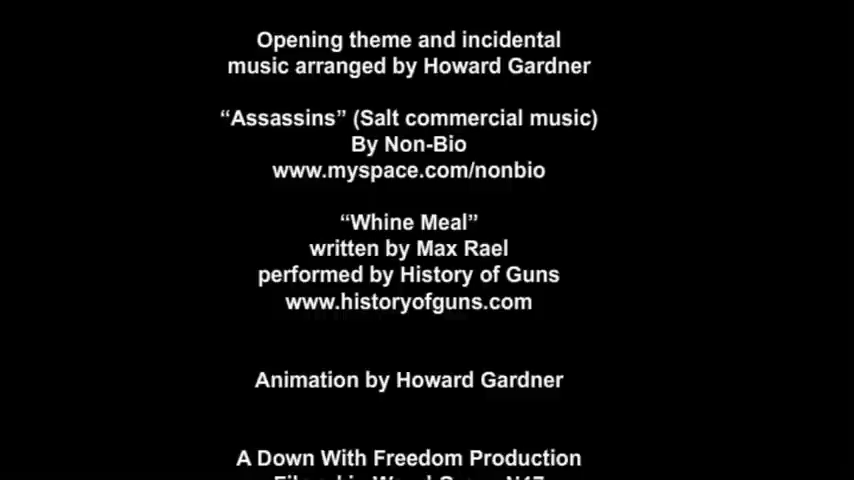 Opening theme and incidental
music arranged by Howard Gardner
“Assassins” (Salt commercial music)
By Non-Bio
www.myspace.com/nonbio
“Whine Meal”
written by Max Rael
performed by History of Guns
www.historyofguns.com
Animation by Howard Gardner
A Down With Freedom Production